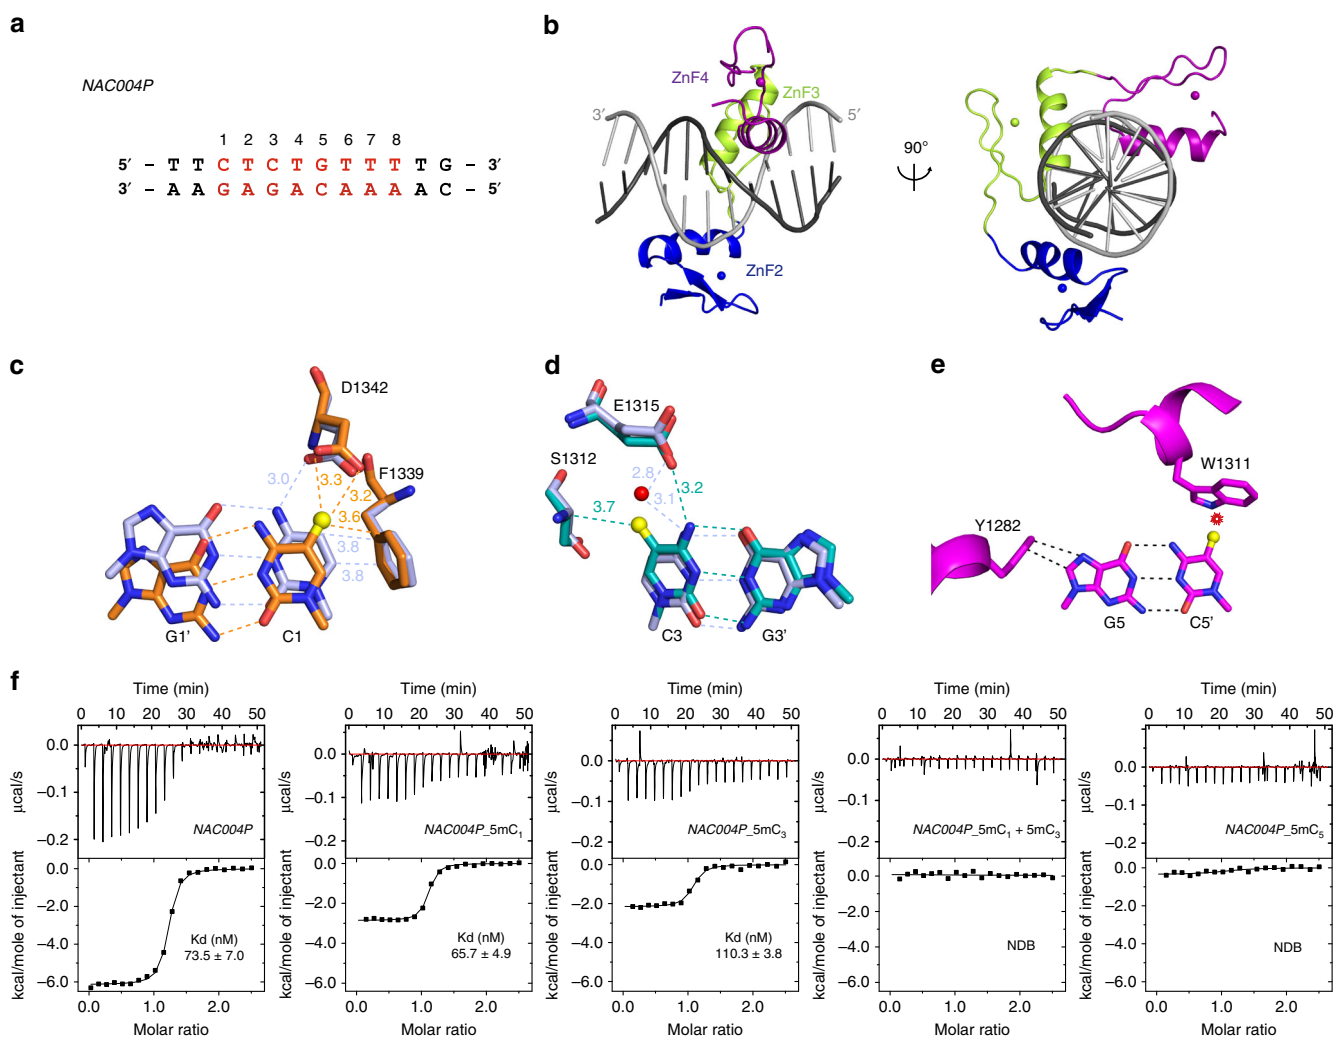 a
NAC004P
1 2 3 4 5 6 7 8
5′ - T T C T C T G T T T T G - 3′
3′ - A A G A G A C A A A A C - 5′
b
ZnF4
ZnF3
3′
5′
ZnF2
90°
c
D1342
F1339
3.0
3.3
3.2
3.6
3.8
3.8
G1'
C1
d
E1315
S1312
2.8
3.1
3.2
3.7
C3
G3'
e
W1311
Y1282
G5
C5'
f
Time (min)
0 10 20 30 40 50
μcal/s
0.0
−0.1
−0.2
NAC004P
kcal/mole of injectant
0.0
−2.0
−4.0
−6.0
Kd (nM)
73.5 ± 7.0
0.0 1.0 2.0
Molar ratio
Time (min)
0 10 20 30 40 50
μcal/s
0.0
−0.1
−0.2
NAC004P_5mC1
kcal/mole of injectant
0.0
−2.0
−4.0
−6.0
Kd (nM)
65.7 ± 4.9
0.0 1.0 2.0
Molar ratio
Time (min)
0 10 20 30 40 50
μcal/s
0.0
−0.1
−0.2
NAC004P_5mC3
kcal/mole of injectant
0.0
−2.0
−4.0
−6.0
Kd (nM)
110.3 ± 3.8
0.0 1.0 2.0
Molar ratio
Time (min)
0 10 20 30 40 50
μcal/s
0.0
−0.1
−0.2
NAC004P_5mC1 + 5mC3
kcal/mole of injectant
0.0
−2.0
−4.0
−6.0
NDB
0.0 1.0 2.0
Molar ratio
Time (min)
0 10 20 30 40 50
μcal/s
0.0
−0.1
−0.2
NAC004P_5mC5
kcal/mole of injectant
0.0
−2.0
−4.0
−6.0
NDB
0.0 1.0 2.0
Molar ratio